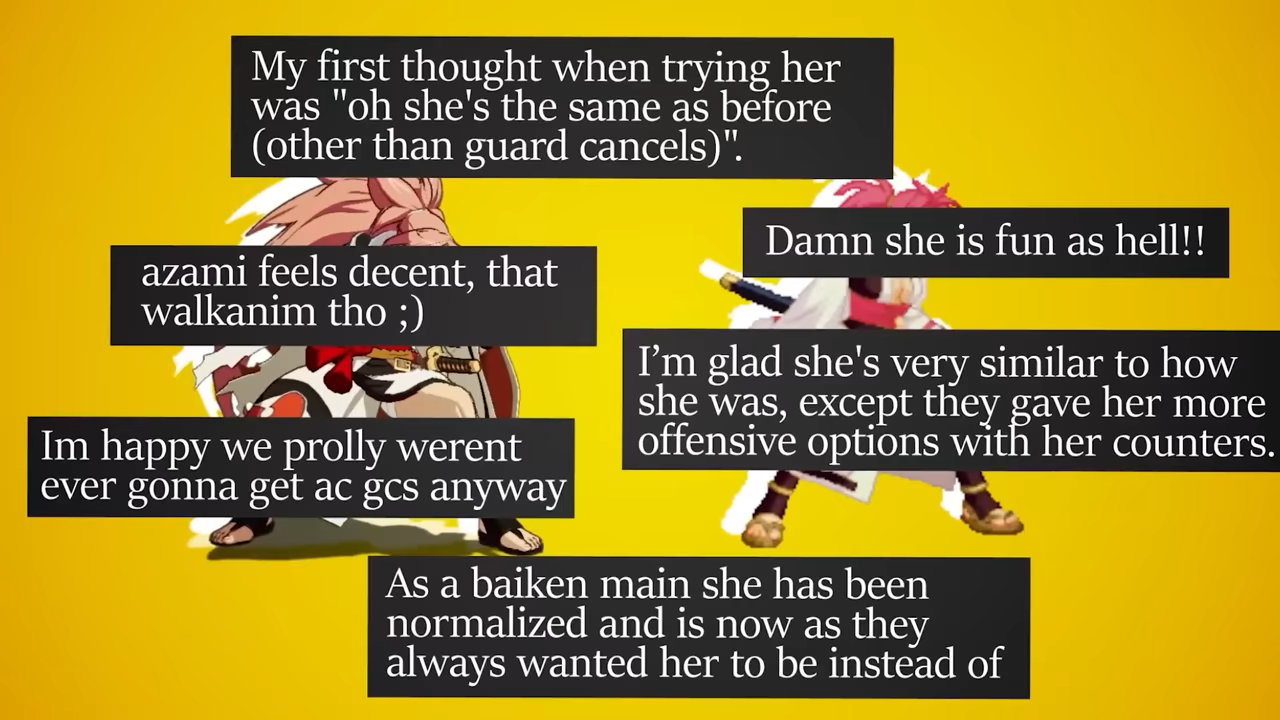 My first thought when trying her
was "oh she's the same as before
(other than guard cancels)".
Damn she is fun as hell!!
azami feels decent, that
walkanim tho ;)
I’m glad she's very similar to how
she was, except they gave her more
offensive options with her counters.
Im happy we prolly werent
ever gonna get ac gcs anyway
As a baiken main she has been
normalized and is now as they
always wanted her to be instead of